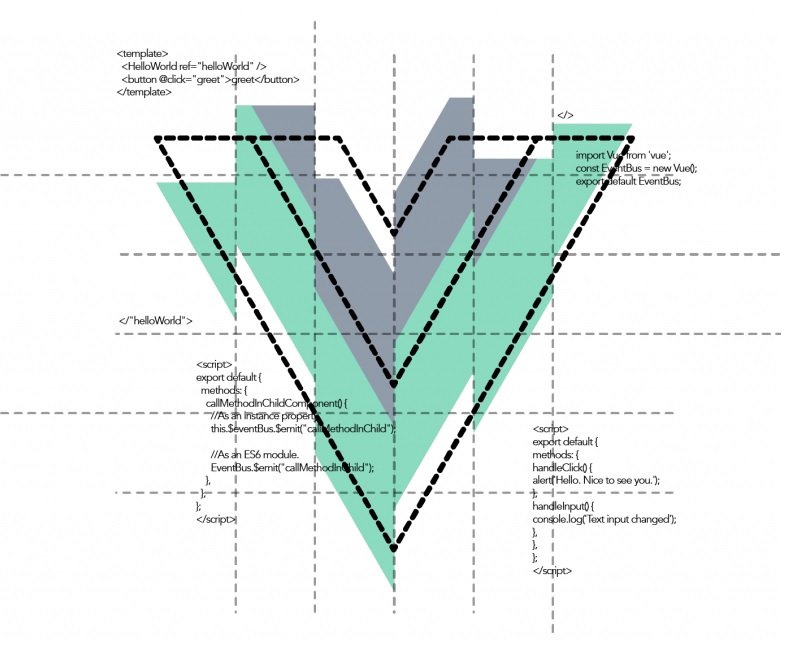 <template>
<HelloWorld ref="helloWorld" />
<button @click="greet">greet</button>
</template>
</>
import Vue from 'vue';
const EventBus = new Vue();
export default EventBus;
</"helloWorld">
<script>
export default {
methods: {
callMethodInChildComponent() {
//As an instance property
this.$eventBus.$emit("callMethodInChild");
//As an ES6 module.
EventBus.$emit("callMethodInChild");
},
},
};
</script>
<script>
export default {
methods: {
handleClick() {
alert('Hello. Nice to see you.');
},
handleInput() {
console.log('Text input changed');
},
},
};
</script>